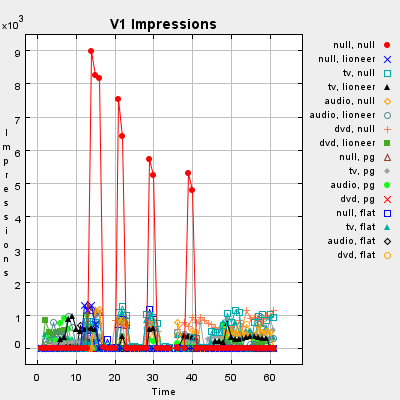 V1 Impressions
x10³
9
8
7
6
5
4
3
2
1
0
Impressions
0 10 20 30 40 50 60
Time
null, null
null, lioneer
tv, null
tv, lioneer
audio, null
audio, lioneer
dvd, null
dvd, lioneer
null, pg
tv, pg
audio, pg
dvd, pg
null, flat
tv, flat
audio, flat
dvd, flat